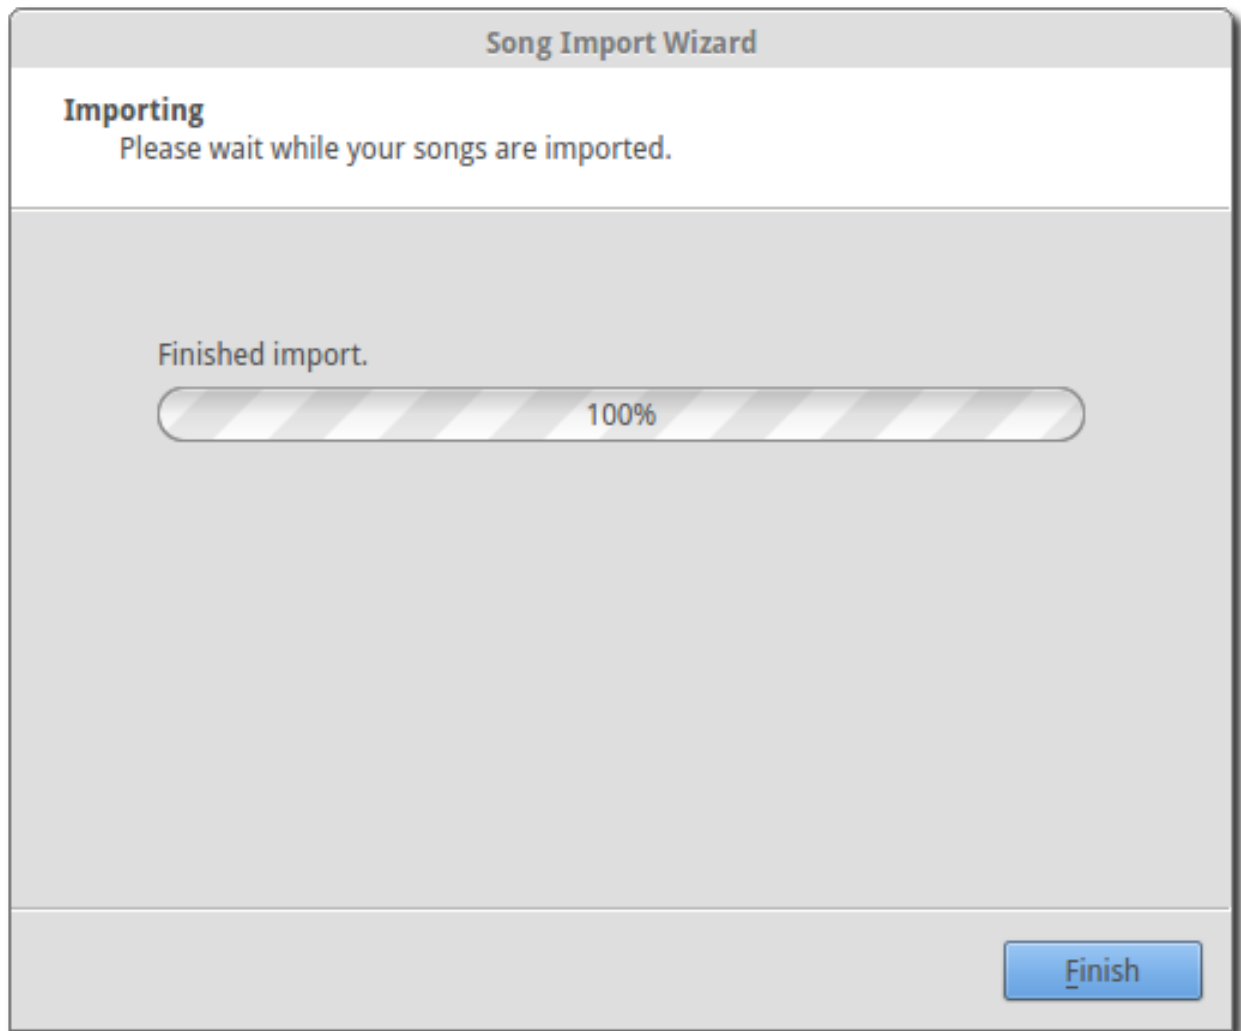 Song Import Wizard
Importing
Please wait while your songs are imported.
Finished import.
100%
Finish